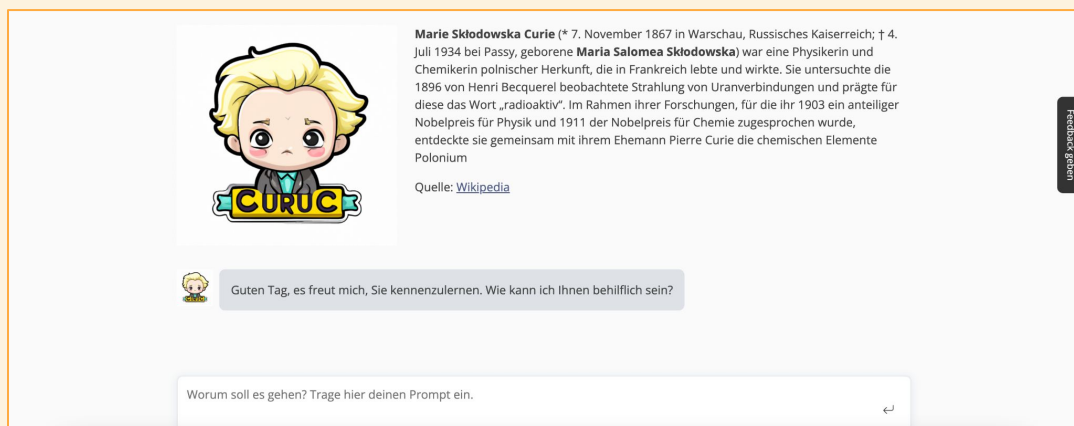 Marie Skłodowska Curie (* 7. November 1867 in Warschau, Russisches Kaiserreich; † 4.
Juli 1934 bei Passy, geborene Maria Salomea Skłodowska) war eine Physikerin und
Chemikerin polnischer Herkunft, die in Frankreich lebte und wirkte. Sie untersuchte die
1896 von Henri Becquerel beobachtete Strahlung von Uranverbindungen und prägte für
diese das Wort „radioaktiv“. Im Rahmen ihrer Forschungen, für die ihr 1903 ein anteiliger
Nobelpreis für Physik und 1911 der Nobelpreis für Chemie zugesprochen wurde,
entdeckte sie gemeinsam mit ihrem Ehemann Pierre Curie die chemischen Elemente
Polonium
Quelle: Wikipedia
CURUC
Feedback geben
Guten Tag, es freut mich, Sie kennenzulernen. Wie kann ich Ihnen behilflich sein?
Worum soll es gehen? Trage hier deinen Prompt ein.